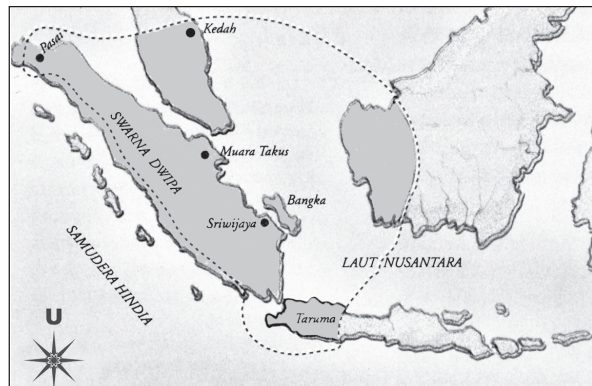 Kedah
Pasai
SWARNA DWIPA
Muara Takus
Bangka
Sriwijaya
LAUT NUSANTARA
SAMUDERA HINDIA
Taruma
U